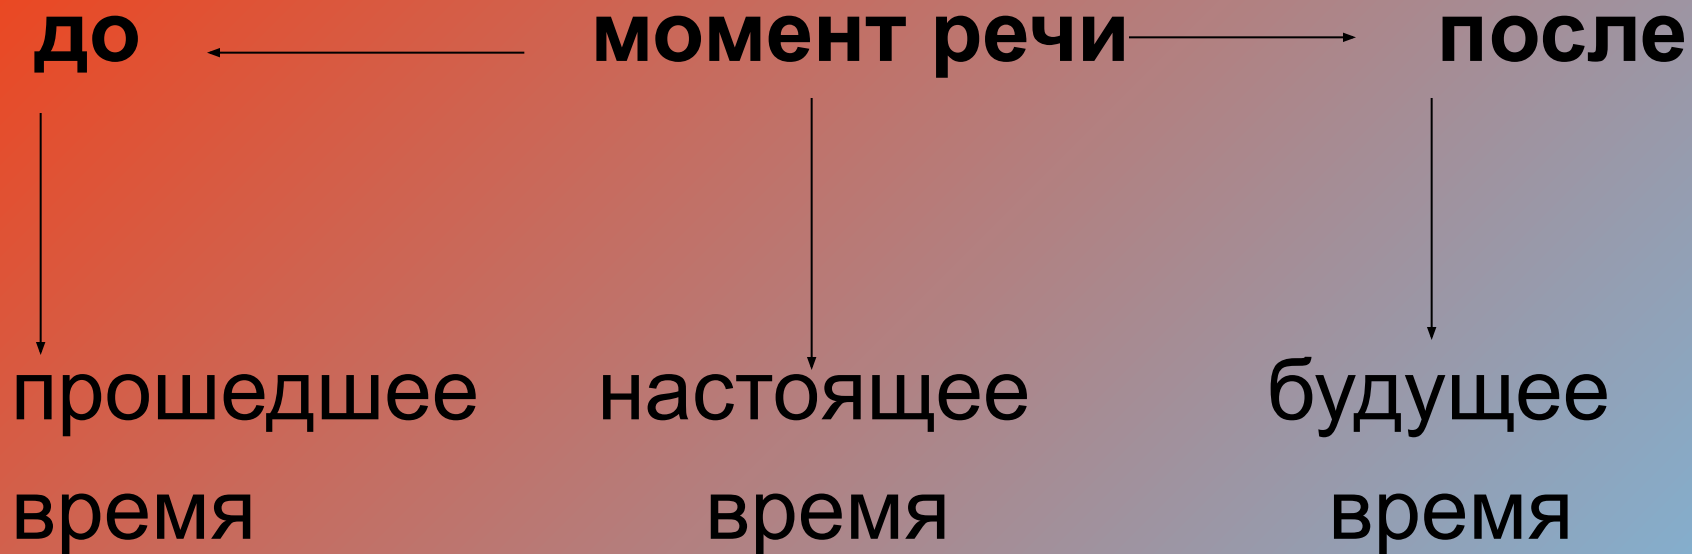 до момент речи после
прошедшее настоящее будущее
время время время